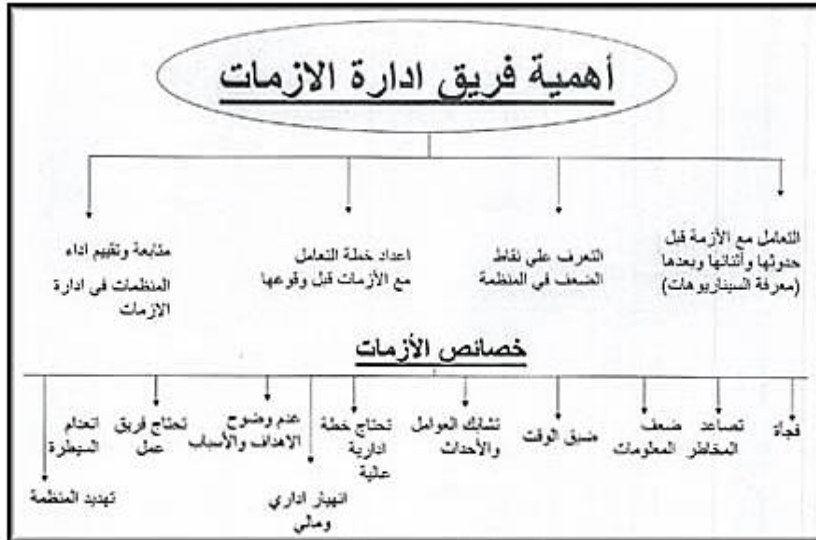 أهمية فريق ادارة الازمات
التعامل مع الأزمة قبل
حدوثها وأثنائها وبعدها
(معرفة السيناريوهات)
التعرف علي نقاط
الضعف في المنظمة
اعداد خطة التعامل
مع الأزمات قبل وقوعها
متابعة وتقييم اداء
المنظمات في ادارة
الازمات
خصائص الأزمات
فجأة
تصاعد
المخاطر
ضعف
المعلومات
ضيق الوقت
تشابك العوامل
والأحداث
تحتاج خطة
ادارية
عالية
انهيار اداري
ومالي
عدم وضوح
الاهداف والأسباب
تحتاج فريق
عمل
انعدام
السيطرة
تهديد المنظمة